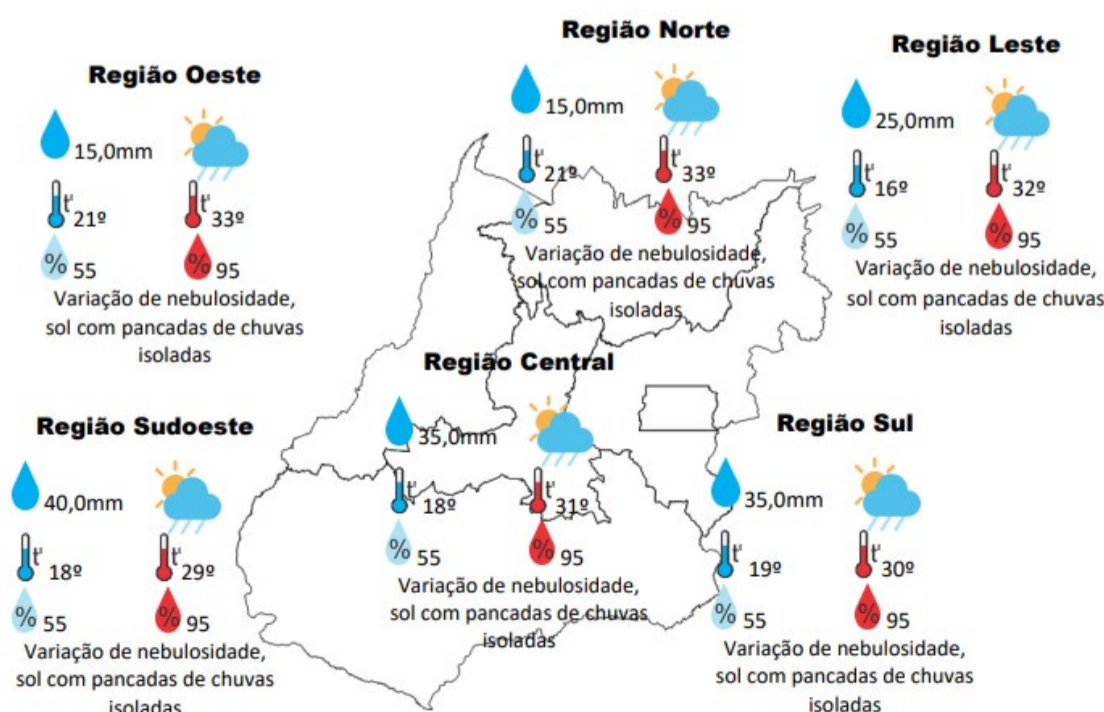 Região Oeste
15,0mm
t°
21º
t°
33º
%
55
%
95
Variação de nebulosidade,
sol com pancadas de chuvas
isoladas
Região Norte
15,0mm
t°
21º
t°
33º
%
55
%
95
Variação de nebulosidade,
sol com pancadas de chuvas
isoladas
Região Leste
25,0mm
t°
16º
t°
32º
%
55
%
95
Variação de nebulosidade,
sol com pancadas de chuvas
isoladas
Região Sudoeste
40,0mm
t°
18º
t°
29º
%
55
%
95
Variação de nebulosidade,
sol com pancadas de chuvas
isoladas
Região Central
35,0mm
t°
18º
t°
31º
%
55
%
95
Variação de nebulosidade,
sol com pancadas de chuvas
isoladas
Região Sul
35,0mm
t°
19º
t°
30º
%
55
%
95
Variação de nebulosidade,
sol com pancadas de chuvas
isoladas